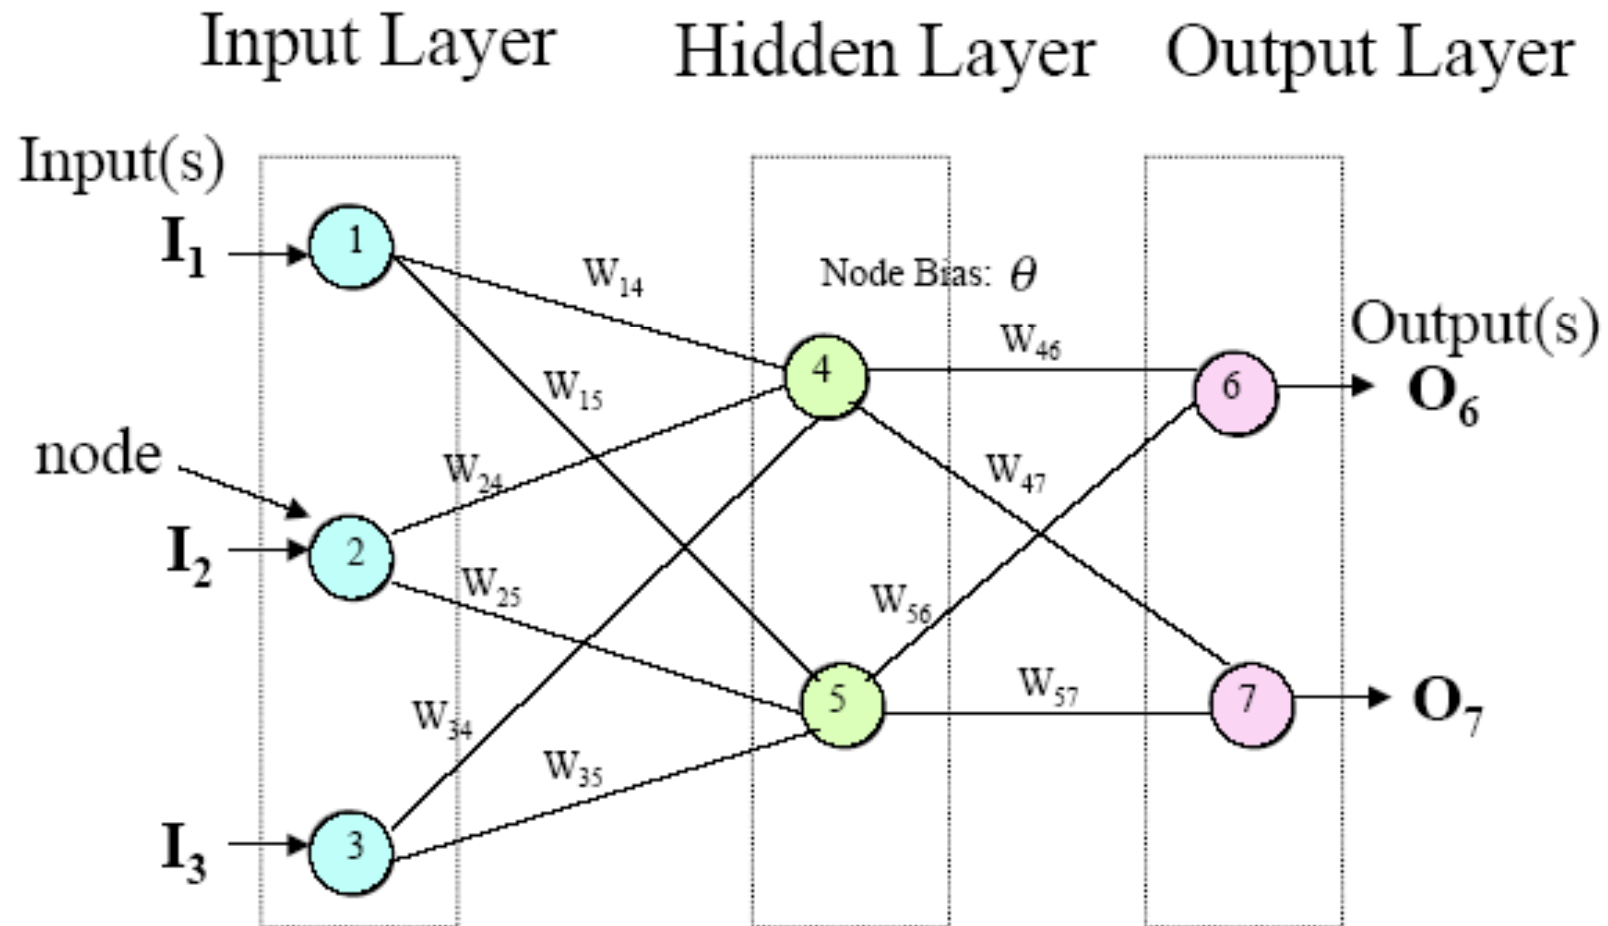 Input Layer
Hidden Layer
Output Layer
Input(s)
I₁
1
W₁₄
Node Bias: θ
W₄₆
Output(s)
4
6
O₆
W₁₅
node
W₂₄
W₄₇
I₂
2
W₂₅
W₅₆
5
W₅₇
7
O₇
W₃₄
W₃₅
I₃
3